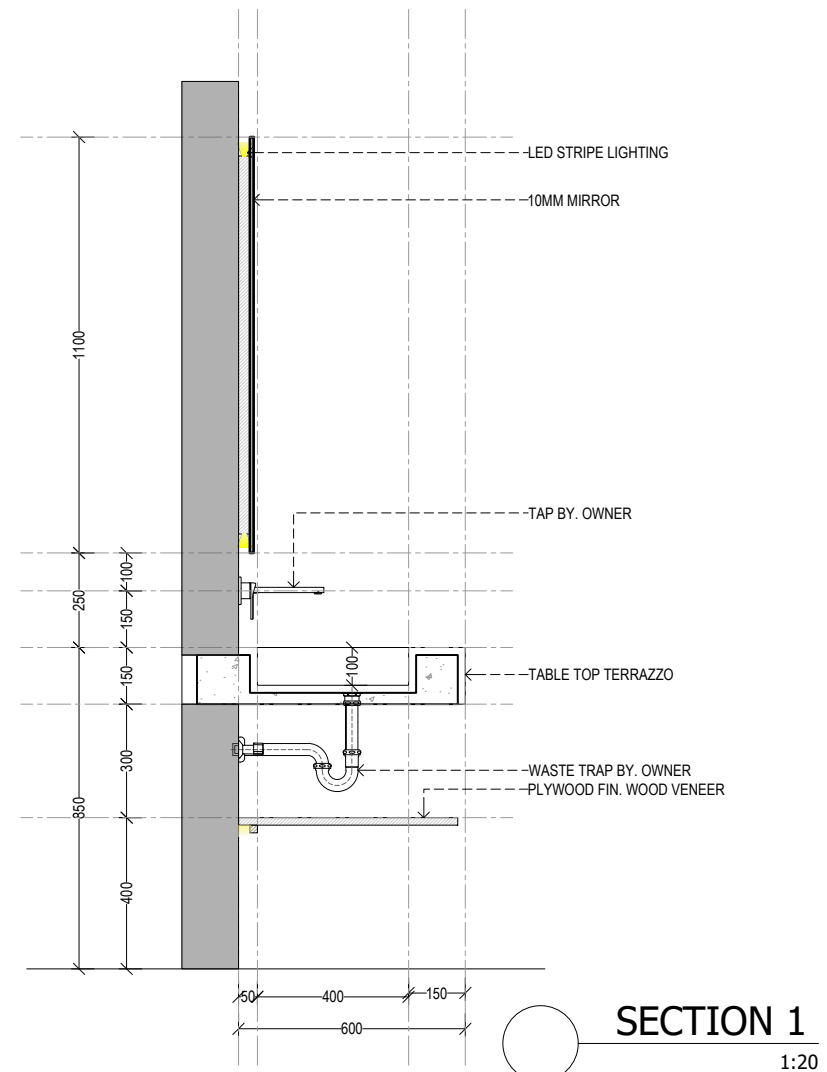 LED STRIPE LIGHTING
10MM MIRROR
1100
TAP BY. OWNER
100
250
150
100
TABLE TOP TERRAZZO
150
300
WASTE TRAP BY. OWNER
PLYWOOD FIN. WOOD VENEER
850
400
50
400
150
600
SECTION 1
1:20